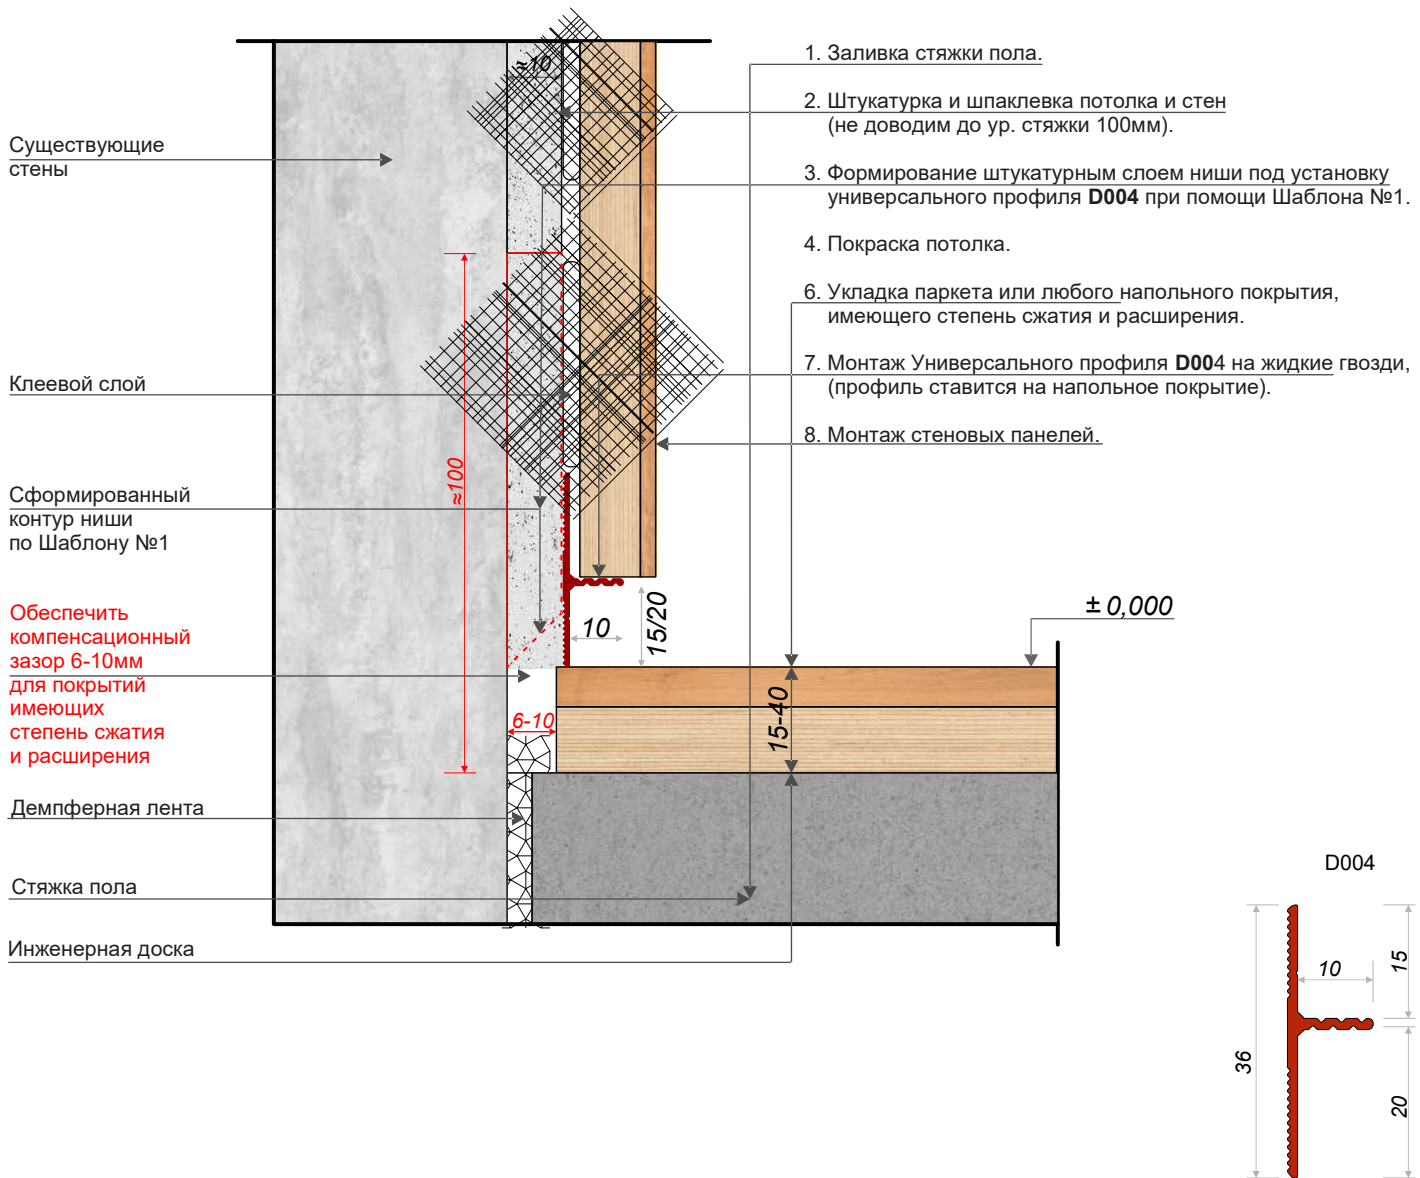 ≈10
1. Заливка стяжки пола.
2. Штукатурка и шпаклевка потолка и стен
(не доводим до ур. стяжки 100мм).
3. Формирование штукатурным слоем ниши под установку
универсального профиля D004 при помощи Шаблона №1.
4. Покраска потолка.
6. Укладка паркета или любого напольного покрытия,
имеющего степень сжатия и расширения.
7. Монтаж Универсального профиля D004 на жидкие гвозди,
(профиль ставится на напольное покрытие).
8. Монтаж стеновых панелей.
Существующие
стены
Клеевой слой
Сформированный
контур ниши
по Шаблону №1
Обеспечить
компенсационный
зазор 6-10мм
для покрытий
имеющих
степень сжатия
и расширения
Демпферная лента
Стяжка пола
Инженерная доска
≈100
10
15/20
± 0,000
6-10
15-40
D004
10
15
36
20